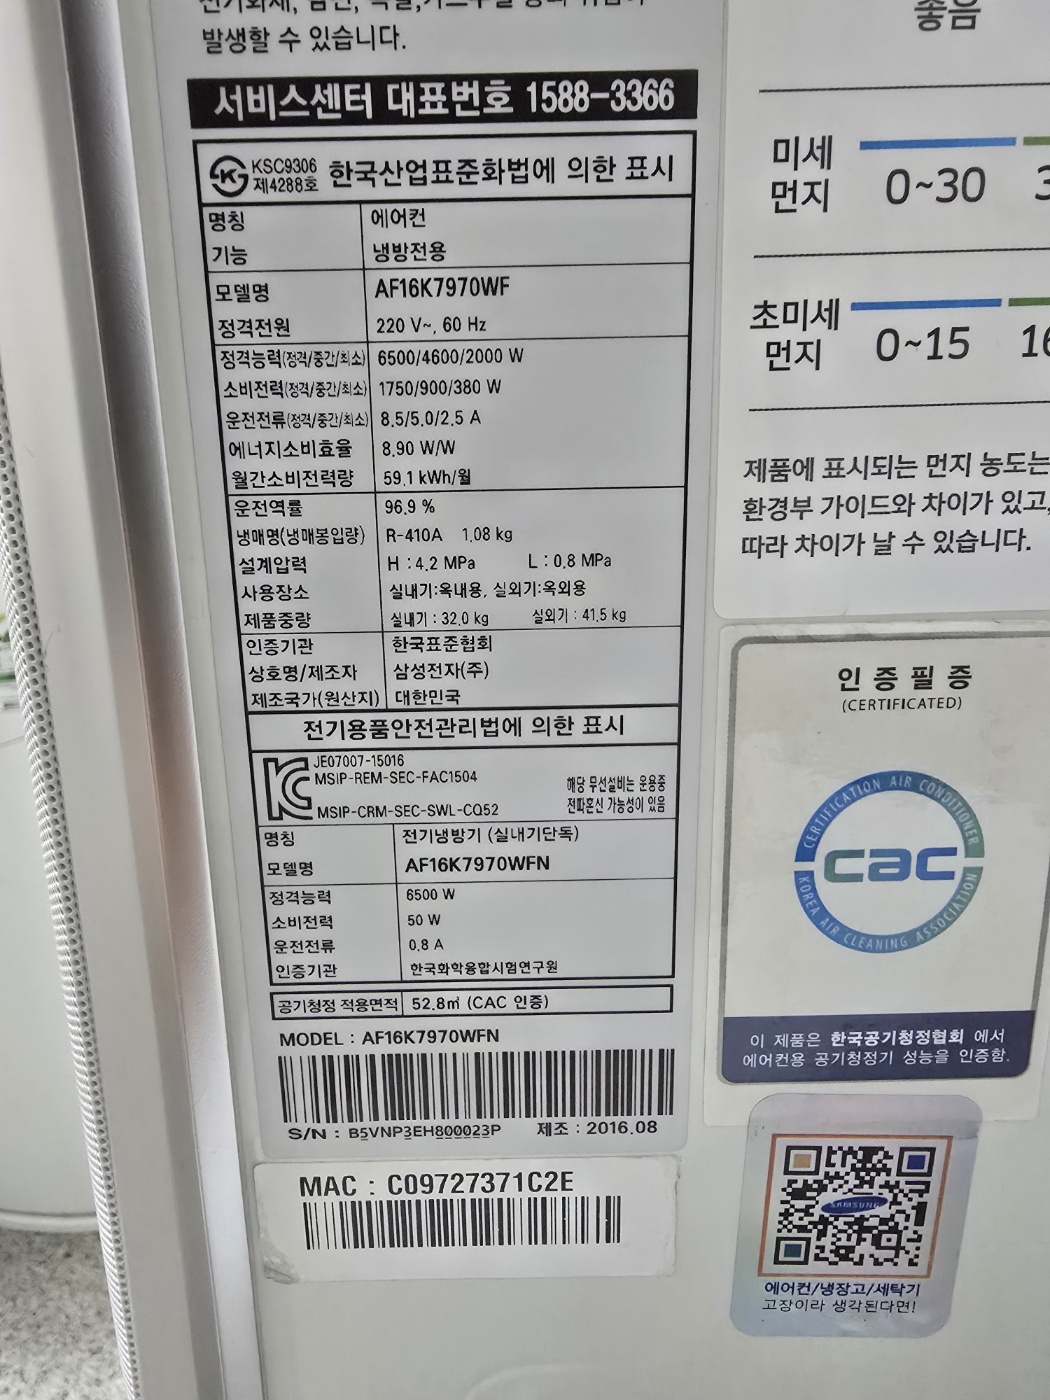 발생할 수 있습니다.
서비스센터 대표번호 1588-3366
KSC9306
제4288호
한국산업표준화법에 의한 표시
명칭 에어컨
기능 냉방전용
모델명 AF16K7970WF
정격전원 220 V~, 60 Hz
정격능력(정격/중간/최소) 6500/4600/2000 W
소비전력(정격/중간/최소) 1750/900/380 W
운전전류(정격/중간/최소) 8.5/5.0/2.5 A
에너지소비효율 8.90 W/W
월간소비전력량 59.1 kWh/월
운전역률 96.9 %
냉매명(냉매봉입량) R-410A 1.08 kg
설계압력 H : 4.2 MPa L : 0.8 MPa
사용장소 실내기:옥내용, 실외기:옥외용
제품중량 실내기 : 32.0 kg 실외기 : 41.5 kg
인증기관 한국표준협회
상호명/제조자 삼성전자(주)
제조국가(원산지) 대한민국
전기용품안전관리법에 의한 표시
JE07007-15016
MSIP-REM-SEC-FAC1504
MSIP-CRM-SEC-SWL-CQ52
해당 무선설비는 운용중
전파혼신 가능성이 있음
명칭 전기냉방기 (실내기단독)
모델명 AF16K7970WFN
정격능력 6500 W
소비전력 50 W
운전전류 0.8 A
인증기관 한국화학융합시험연구원
공기청정 적용면적 52.8㎡ (CAC 인증)
MODEL : AF16K7970WFN
S/N : B5VNP3EH800023P 제조 : 2016.08
MAC : C09727371C2E
좋음
미세
먼지
0~30
초미세
먼지
0~15
16
제품에 표시되는 먼지 농도는
환경부 가이드와 차이가 있고,
따라 차이가 날 수 있습니다.
인증필증
(CERTIFIED)
CERTIFICATION AIR CONDITIONER
cac
KOREA AIR CLEANING ASSOCIATION
이 제품은 한국공기청정협회 에서
에어컨용 공기청정기 성능을 인증함.
SAMSUNG
에어컨/냉장고/세탁기
고장이라 생각된다면!